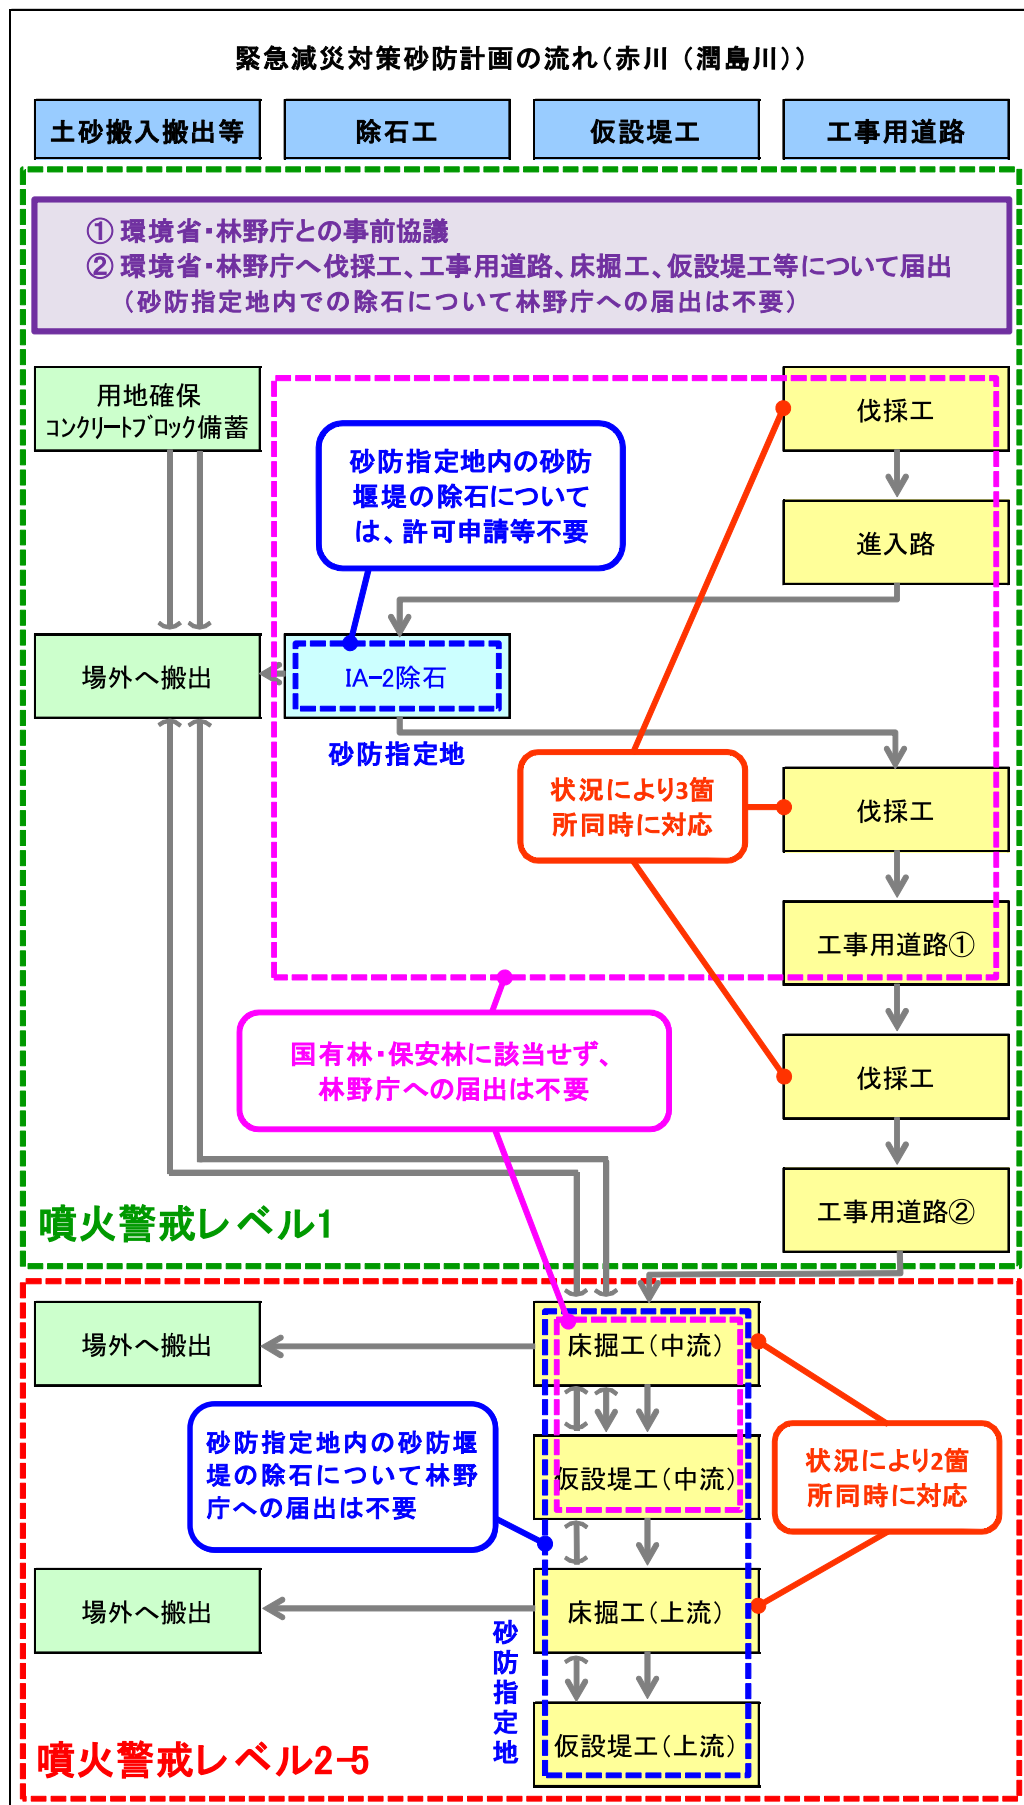 緊急減災対策砂防計画の流れ（赤川（潤島川））
土砂搬入搬出等
除石工
仮設堤工
工事用道路
① 環境省・林野庁との事前協議
② 環境省・林野庁へ伐採工、工事用道路、床掘工、仮設堤工等について届出
（砂防指定地内での除石について林野庁への届出は不要）
用地確保
コンクリートブロック備蓄
伐採工
砂防指定地内の砂防
堰堤の除石について
は、許可申請等不要
進入路
場外へ搬出
IA-2除石
砂防指定地
状況により3箇
所同時に対応
伐採工
工事用道路①
国有林・保安林に該当せず、
林野庁への届出は不要
伐採工
工事用道路②
噴火警戒レベル1
場外へ搬出
床掘工（中流）
砂防指定地内の砂防堰
堤の除石について林野
庁への届出は不要
仮設堤工（中流）
状況により2箇
所同時に対応
場外へ搬出
床掘工（上流）
砂防指定地
仮設堤工（上流）
噴火警戒レベル2-5